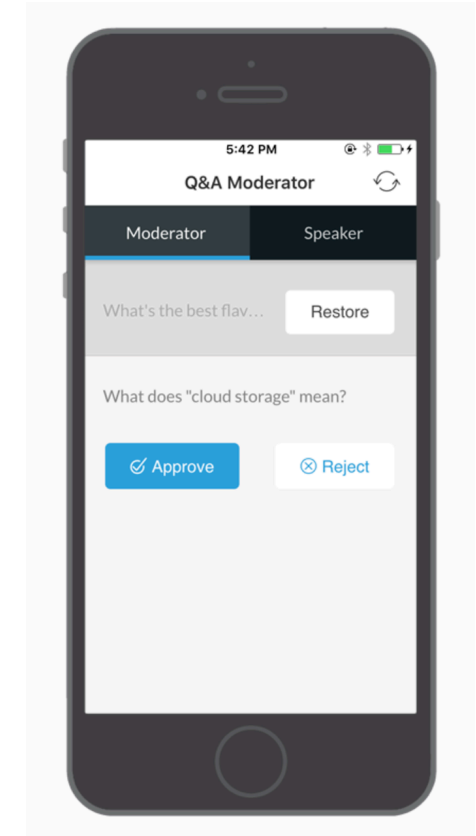 5:42 PM
Q&A Moderator
Moderator Speaker
What's the best flav... Restore
What does "cloud storage" mean?
Approve Reject